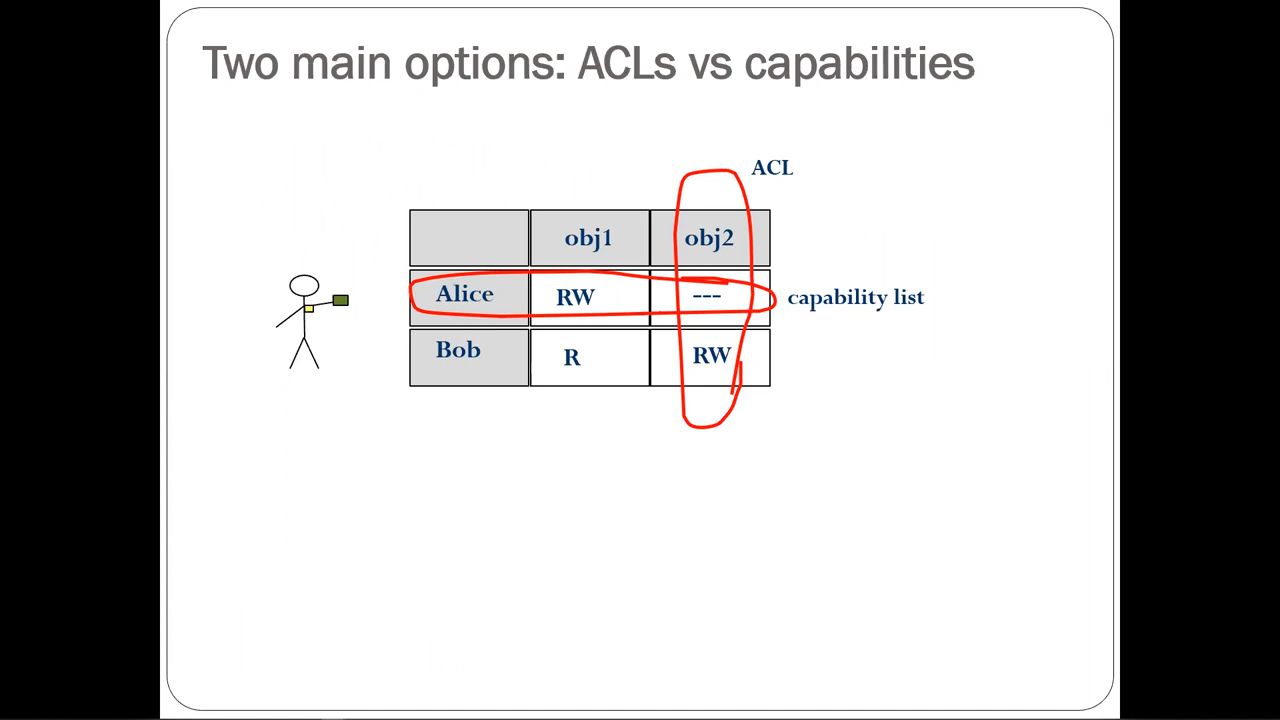 Two main options: ACLs vs capabilities
ACL
obj1 obj2
Alice RW --- capability list
Bob R RW